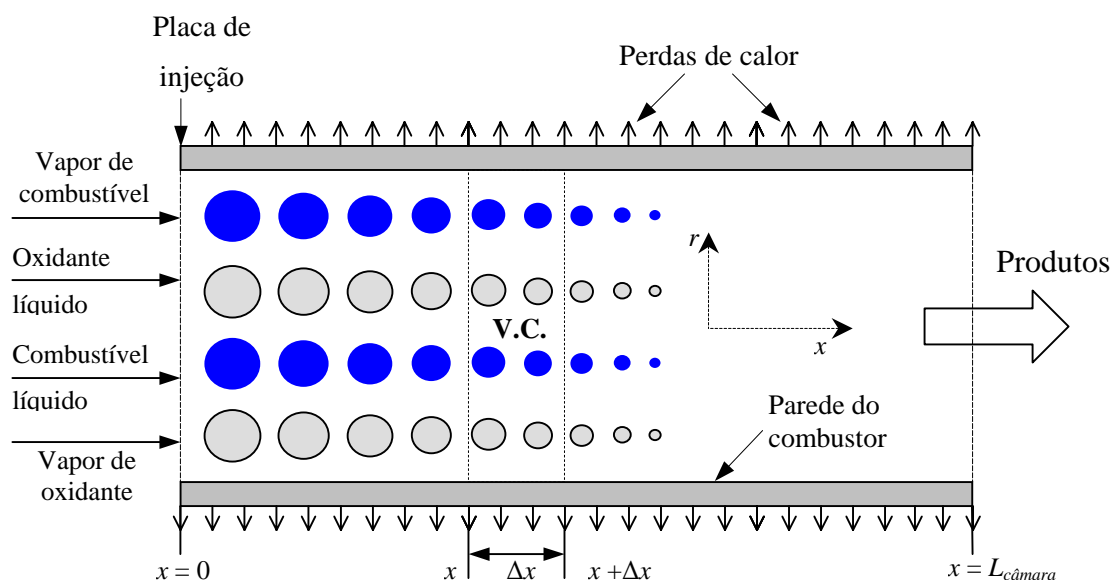 Placa de
injeção
Perdas de calor
Vapor de
combustível
Oxidante
líquido
r
Produtos
V.C.
x
Combustível
líquido
Parede do
combustor
Vapor de
oxidante
x = 0
x
Δx
x +Δx
x = Lcâmara